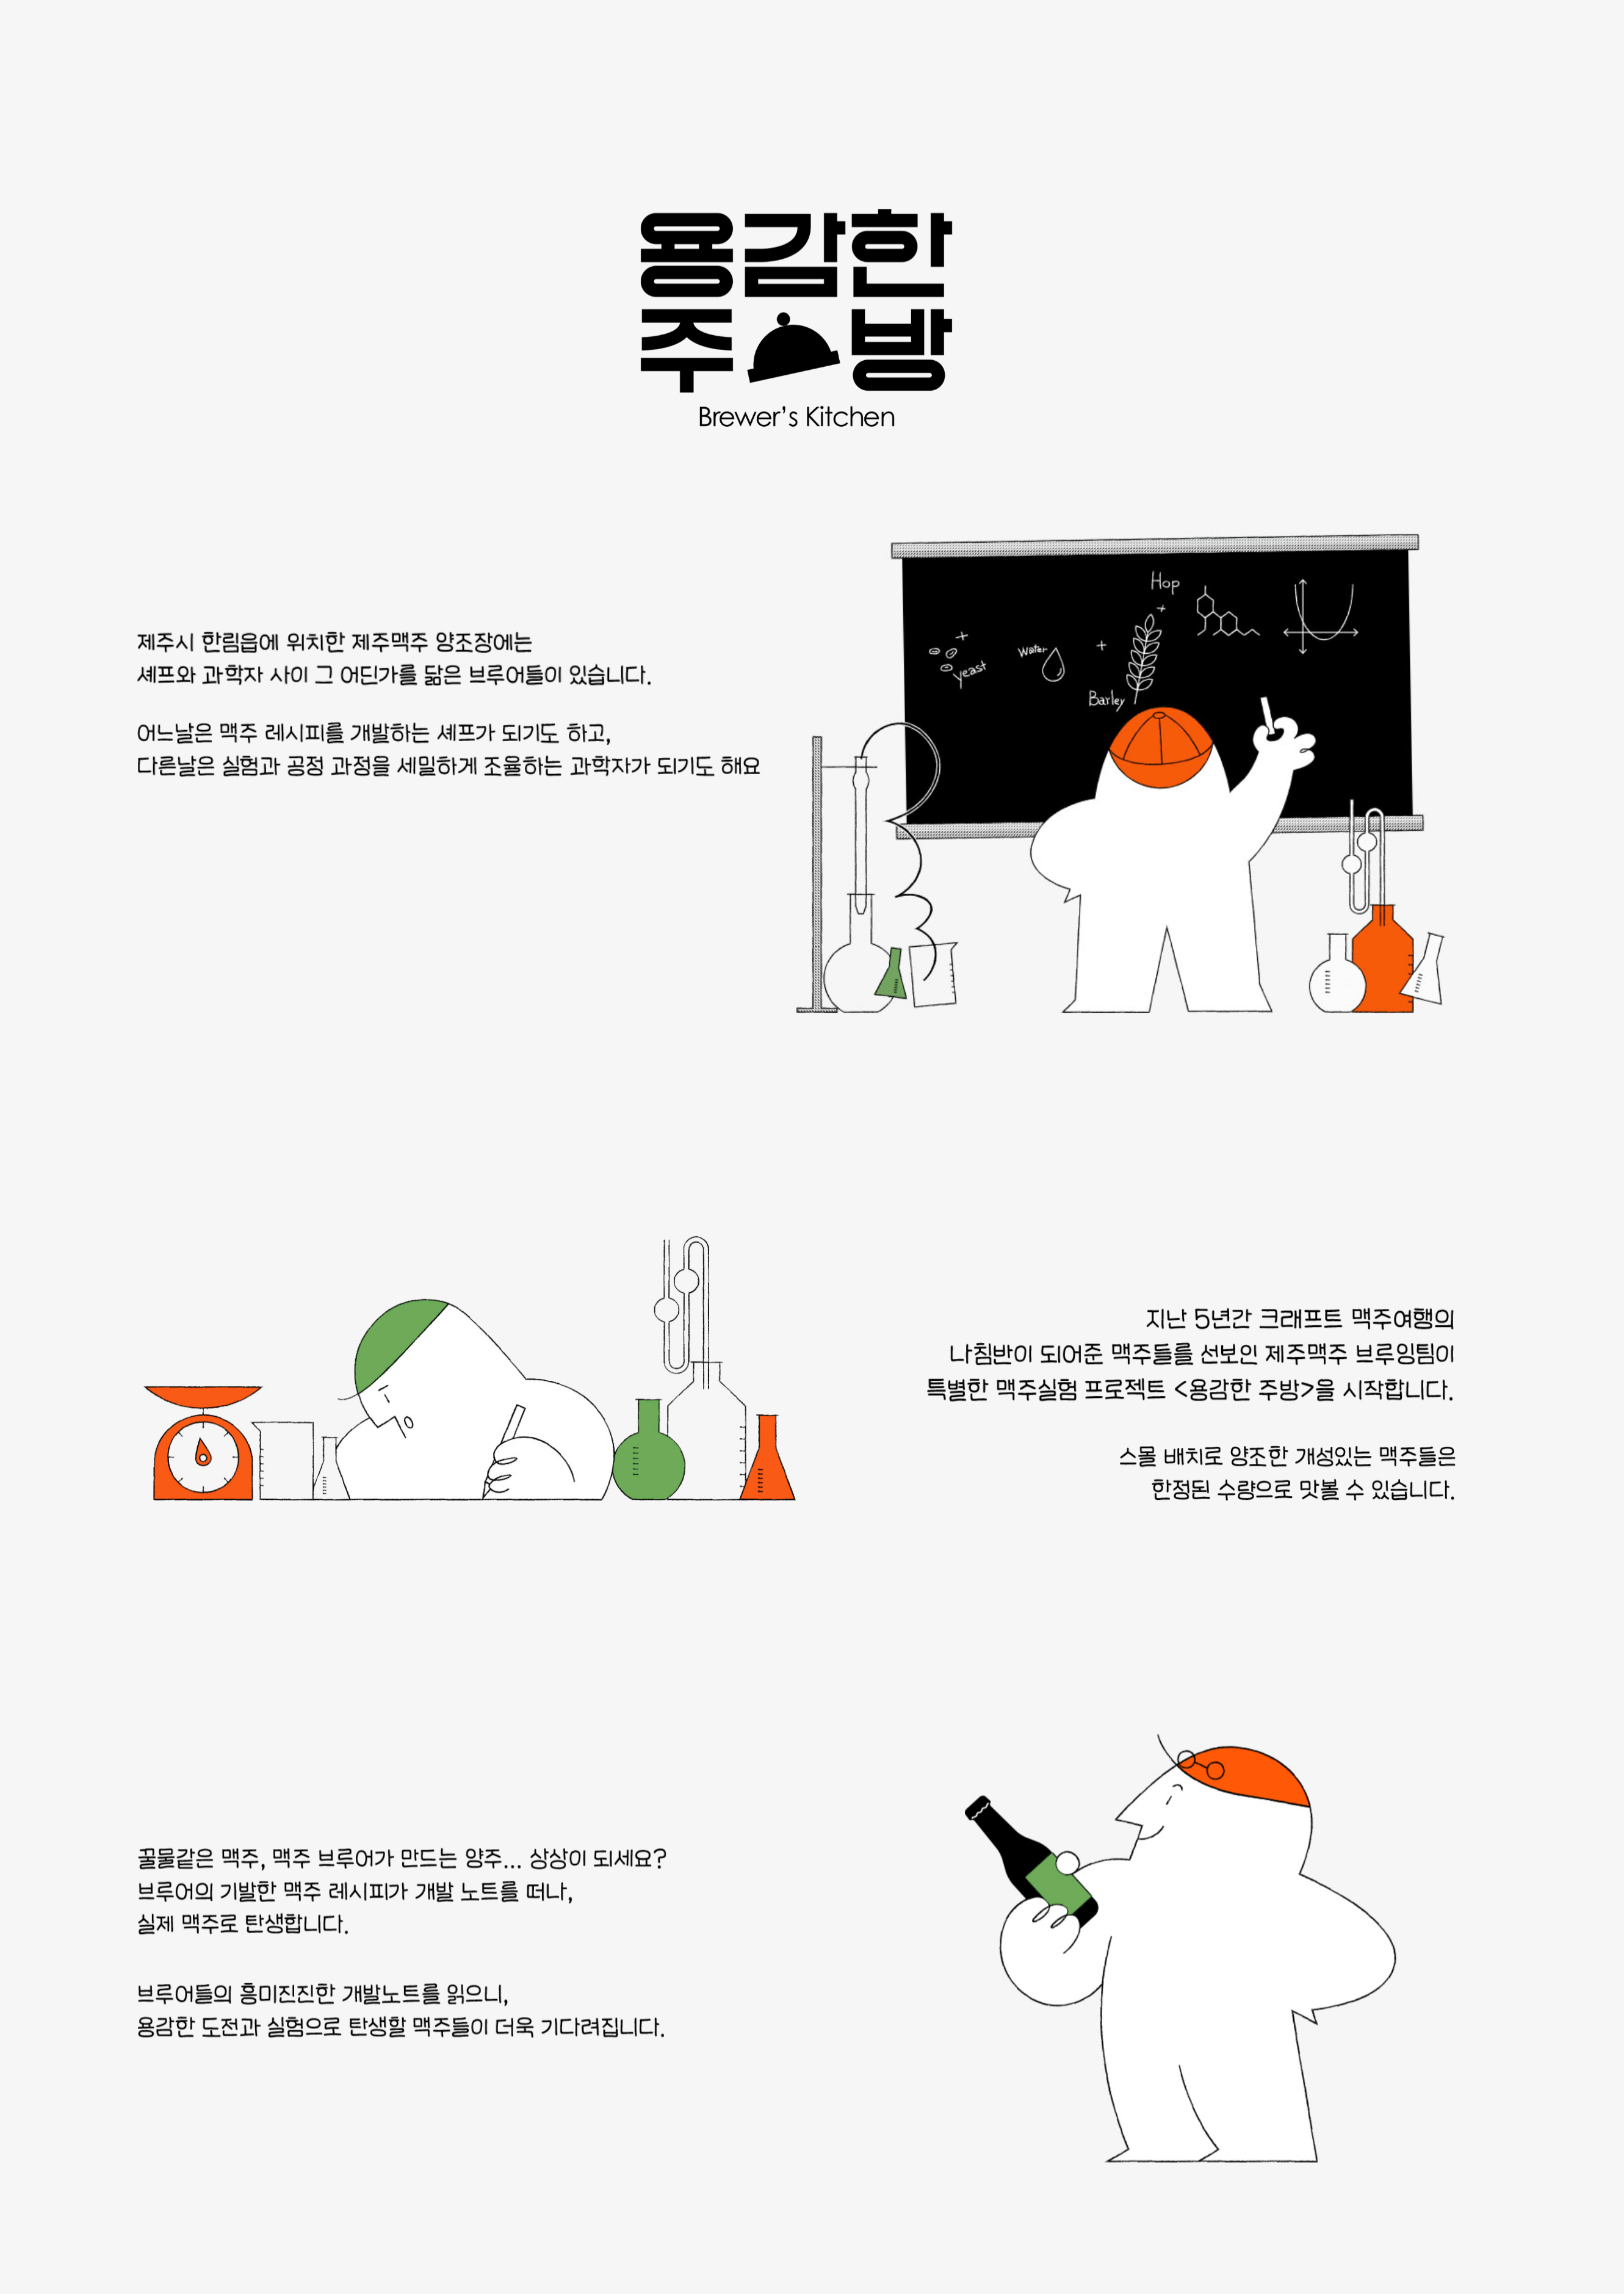 용감한
주방
Brewer's Kitchen
제주시 한림읍에 위치한 제주맥주 양조장에는
셰프와 과학자 사이 그 어딘가를 닮은 브루어들이 있습니다.
어느날은 맥주 레시피를 개발하는 셰프가 되기도 하고,
다른날은 실험과 공정 과정을 세밀하게 조율하는 과학자가 되기도 해요
Hop
+
+
yeast
Water
+
Barley
지난 5년간 크래프트 맥주여행의
나침반이 되어준 맥주들를 선보인 제주맥주 브루잉팀이
특별한 맥주실험 프로젝트 <용감한 주방>을 시작합니다.
스몰 배치로 양조한 개성있는 맥주들은
한정된 수량으로 맛볼 수 있습니다.
꿀물같은 맥주, 맥주 브루어가 만드는 양주... 상상이 되세요?
브루어의 기발한 맥주 레시피가 개발 노트를 떠나,
실제 맥주로 탄생합니다.
브루어들의 흥미진진한 개발노트를 읽으니,
용감한 도전과 실험으로 탄생할 맥주들이 더욱 기다려집니다.